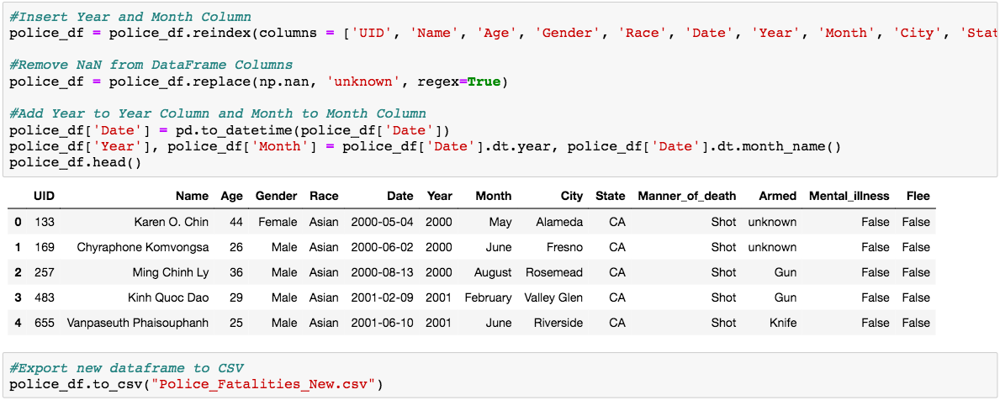 #Insert Year and Month Column
police_df = police_df.reindex(columns = ['UID', 'Name', 'Age', 'Gender', 'Race', 'Date', 'Year', 'Month', 'City', 'Stat
#Remove NaN from DataFrame Columns
police_df = police_df.replace(np.nan, 'unknown', regex=True)
#Add Year to Year Column and Month to Month Column
police_df['Date'] = pd.to_datetime(police_df['Date'])
police_df['Year'], police_df['Month'] = police_df['Date'].dt.year, police_df['Date'].dt.month_name()
police_df.head()
UID Name Age Gender Race Date Year Month City State Manner_of_death Armed Mental_illness Flee
0 133 Karen O. Chin 44 Female Asian 2000-05-04 2000 May Alameda CA Shot unknown False False
1 169 Chyraphone Komvongsa 26 Male Asian 2000-06-02 2000 June Fresno CA Shot unknown False False
2 257 Ming Chinh Ly 36 Male Asian 2000-08-13 2000 August Rosemead CA Shot Gun False False
3 483 Kinh Quoc Dao 29 Male Asian 2001-02-09 2001 February Valley Glen CA Shot Gun False False
4 655 Vanpaseuth Phaisouphanh 25 Male Asian 2001-06-10 2001 June Riverside CA Shot Knife False False
#Export new dataframe to CSV
police_df.to_csv("Police_Fatalities_New.csv")